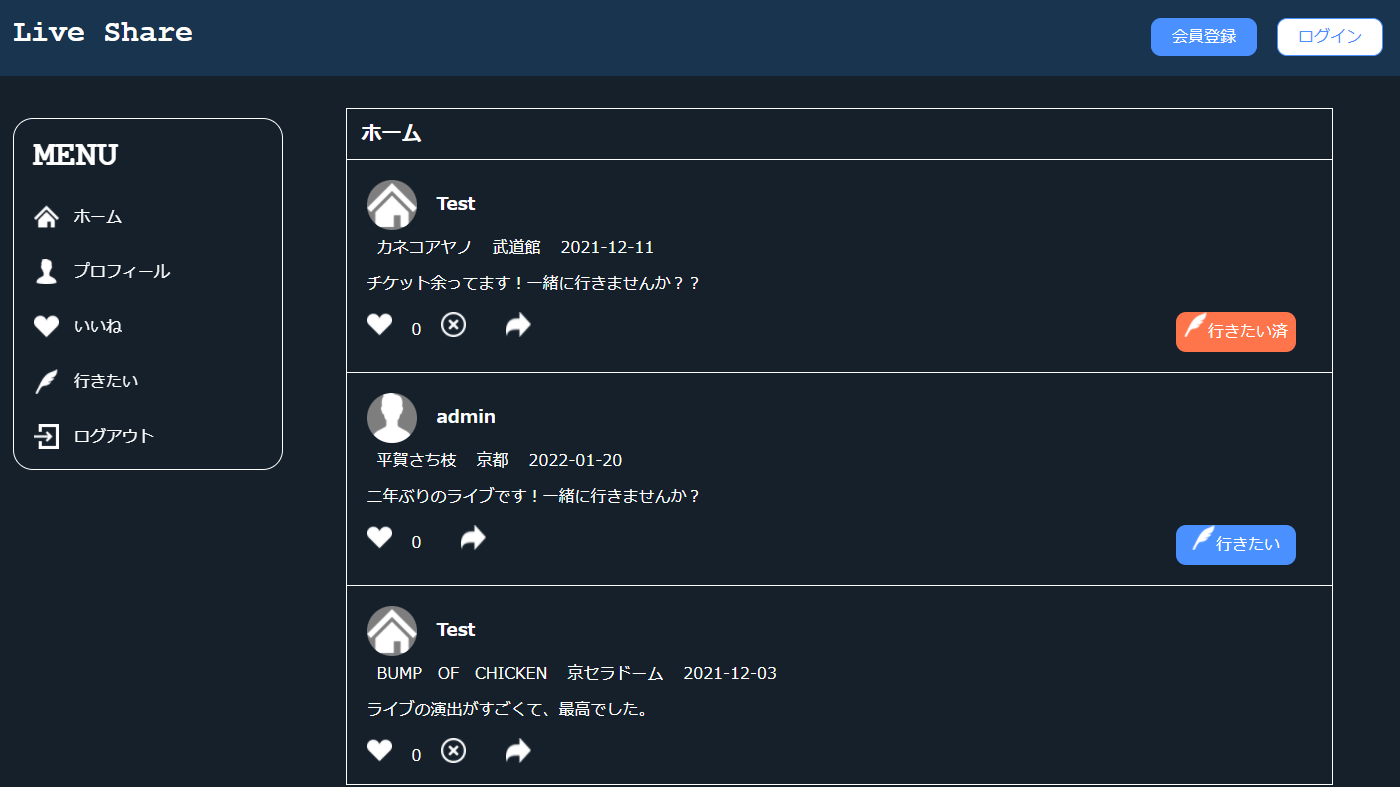 Live Share
会員登録
ログイン
MENU
ホーム
プロフィール
いいね
行きたい
ログアウト
ホーム
Test
カネコアヤノ 武道館 2021-12-11
チケット余ってます！一緒に行きませんか？？
0
行きたい済
admin
平賀さち枝 京都 2022-01-20
二年ぶりのライブです！一緒に行きませんか？
0
行きたい
Test
BUMP OF CHICKEN 京セラドーム 2021-12-03
ライブの演出がすごくて、最高でした。
0